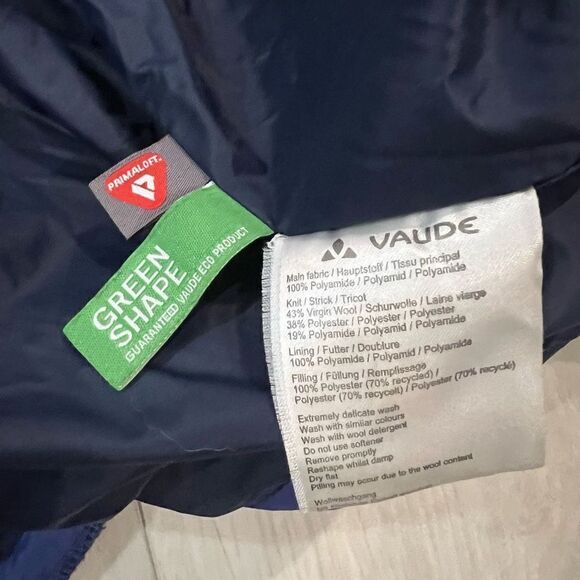 PRIMALOFT.
GREEN
SHAPE
GUARANTEED VAUDE ECO PRODUCT
VAUDE
Main fabric / Hauptstoff / Tissu principal
100% Polyamide / Polyamid / Polyamide
Knit / Strick / Tricot
43% Virgin Wool / Schurwolle / Laine vierge
38% Polyester / Polyester / Polyester
19% Polyamide / Polyamid / Polyamide
Lining / Futter / Doublure
100% Polyamide / Polyamid / Polyamide
Filling / Füllung / Remplissage
100% Polyester (70% recycled) /
Polyester (70% recycelt) / Polyester (70% recyclé)
Extremely delicate wash
Wash with similar colours
Wash with wool detergent
Do not use softener
Remove promptly
Reshape whilst damp
Dry flat
Pilling may occur due to the wool content
Wollwaschgang